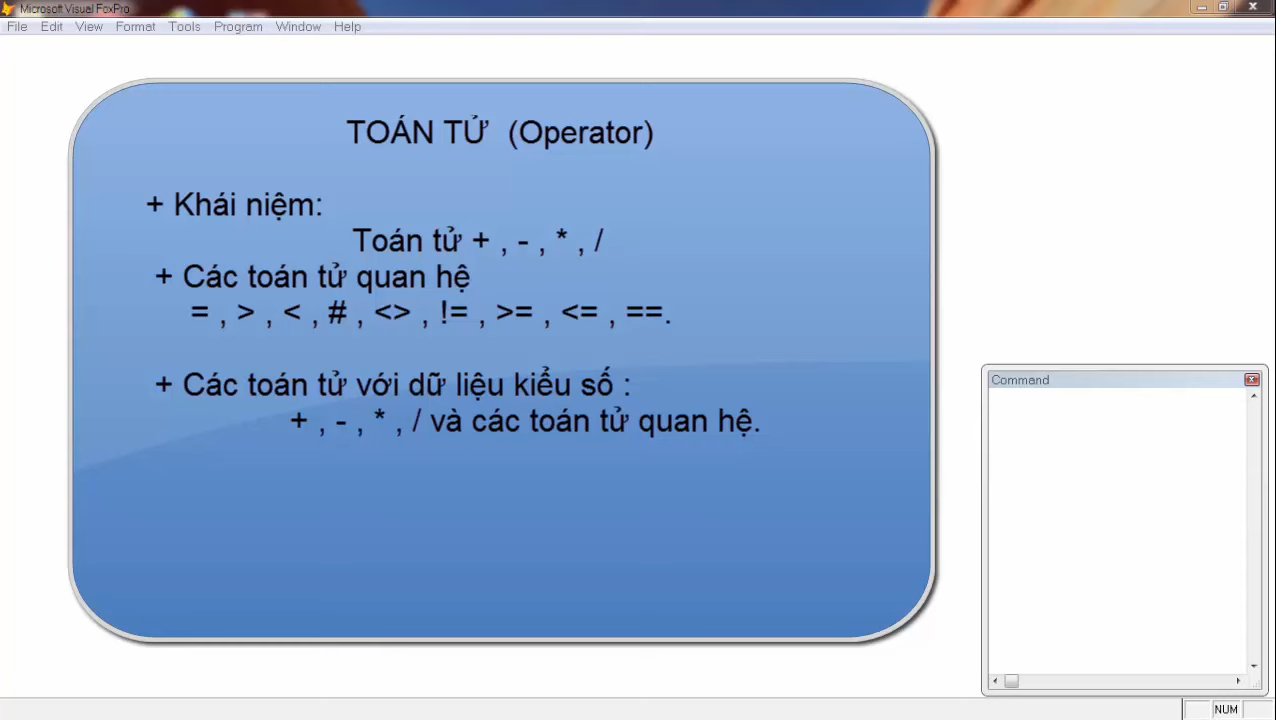 Microsoft Visual FoxPro
File Edit View Format Tools Program Window Help
TOÁN TỬ (Operator)
+ Khái niệm:
Toán tử + , - , * , /
+ Các toán tử quan hệ
= , > , < , # , <> , != , >= , <= , ==.
+ Các toán tử với dữ liệu kiểu số :
+ , - , * , / và các toán tử quan hệ.
Command
NUM